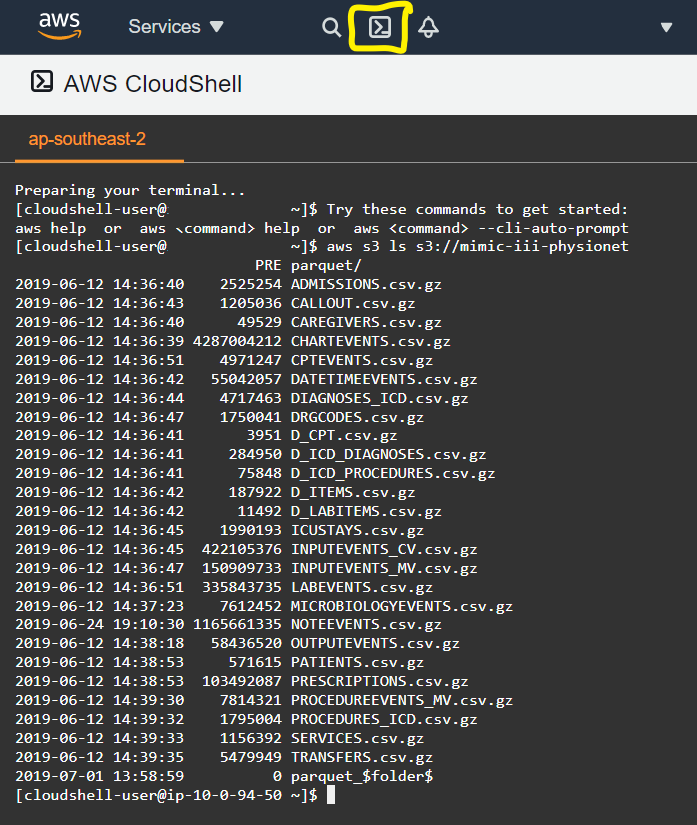 aws Services
AWS CloudShell
ap-southeast-2
Preparing your terminal...
[cloudshell-user@ ~]$ Try these commands to get started:
aws help  or  aws <command> help  or  aws <command> --cli-auto-prompt
[cloudshell-user@ ~]$ aws s3 ls s3://mimic-iii-physionet
PRE parquet/
2019-06-12 14:36:40    2525254 ADMISSIONS.csv.gz
2019-06-12 14:36:43    1205036 CALLOUT.csv.gz
2019-06-12 14:36:40      49529 CAREGIVERS.csv.gz
2019-06-12 14:36:39 4287004212 CHARTEVENTS.csv.gz
2019-06-12 14:36:51    4971247 CPTEVENTS.csv.gz
2019-06-12 14:36:42   55042057 DATETIMEEVENTS.csv.gz
2019-06-12 14:36:44    4717463 DIAGNOSES_ICD.csv.gz
2019-06-12 14:36:47    1750041 DRGCODES.csv.gz
2019-06-12 14:36:41       3951 D_CPT.csv.gz
2019-06-12 14:36:41     284950 D_ICD_DIAGNOSES.csv.gz
2019-06-12 14:36:41      75848 D_ICD_PROCEDURES.csv.gz
2019-06-12 14:36:42     187922 D_ITEMS.csv.gz
2019-06-12 14:36:42      11492 D_LABITEMS.csv.gz
2019-06-12 14:36:45    1990193 ICUSTAYS.csv.gz
2019-06-12 14:36:45  422105376 INPUTEVENTS_CV.csv.gz
2019-06-12 14:36:47  150909733 INPUTEVENTS_MV.csv.gz
2019-06-12 14:36:51  335843735 LABEVENTS.csv.gz
2019-06-12 14:37:23    7612452 MICROBIOLOGYEVENTS.csv.gz
2019-06-24 19:10:30 1165661335 NOTEEVENTS.csv.gz
2019-06-12 14:38:18   58436520 OUTPUTEVENTS.csv.gz
2019-06-12 14:38:53     571615 PATIENTS.csv.gz
2019-06-12 14:38:53  103492087 PRESCRIPTIONS.csv.gz
2019-06-12 14:39:30    7814321 PROCEDUREEVENTS_MV.csv.gz
2019-06-12 14:39:32    1795004 PROCEDURES_ICD.csv.gz
2019-06-12 14:39:33    1156392 SERVICES.csv.gz
2019-06-12 14:39:35    5479949 TRANSFERS.csv.gz
2019-07-01 13:58:59          0 parquet_$folder$
[cloudshell-user@ip-10-0-94-50 ~]$